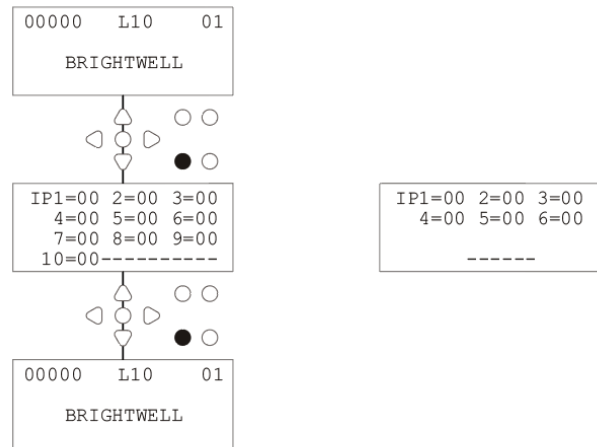 00000 L10 01
BRIGHTWELL
IP1=00 2=00 3=00
4=00 5=00 6=00
7=00 8=00 9=00
10=00----------
IP1=00 2=00 3=00
4=00 5=00 6=00
------
00000 L10 01
BRIGHTWELL